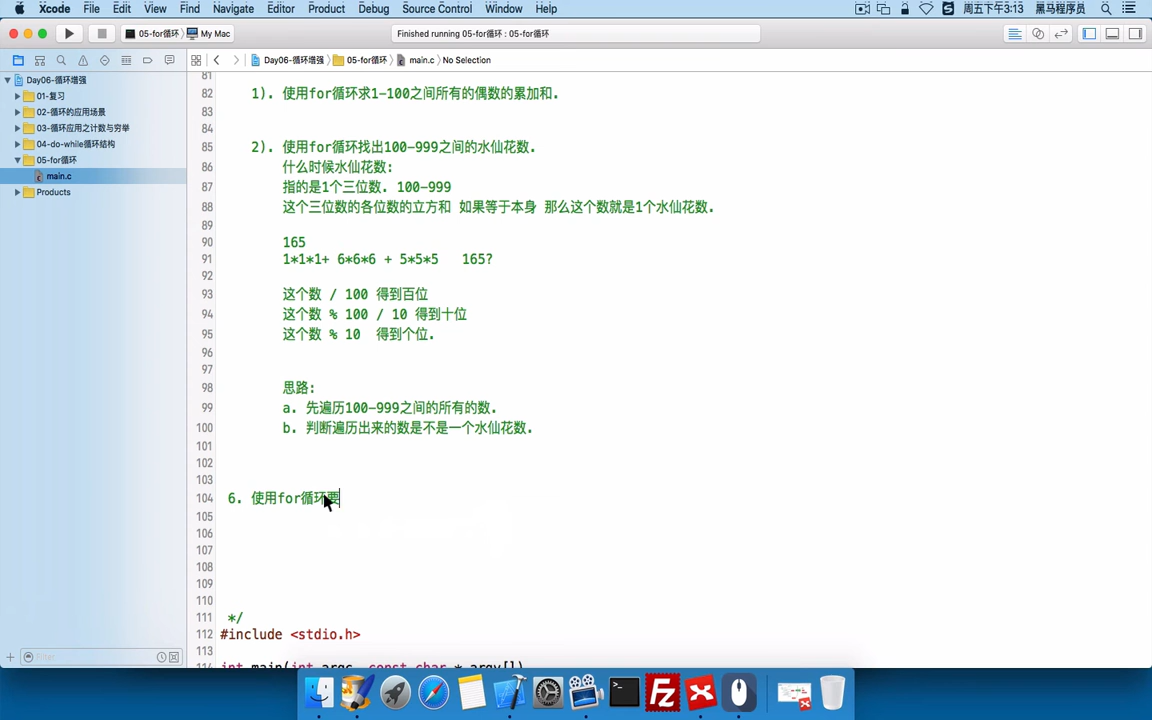 Xcode File Edit View Find Navigate Editor Product Debug Source Control Window Help 周五下午3:13 黑马程序员
05-for循环 My Mac Finished running 05-for循环 : 05-for循环
Day06-循环增强 05-for循环 main.c No Selection
Day06-循环增强
01-复习
02-循环的应用场景
03-循环应用之计数与穷举
04-do-while循环结构
05-for循环
main.c
Products
Filter
81
82 1). 使用for循环求1-100之间所有的偶数的累加和.
83
84
85 2). 使用for循环找出100-999之间的水仙花数.
86 什么时候水仙花数:
87 指的是1个三位数. 100-999
88 这个三位数的各位数的立方和 如果等于本身 那么这个数就是1个水仙花数.
89
90 165
91 1*1*1+ 6*6*6 + 5*5*5 165?
92
93 这个数 / 100 得到百位
94 这个数 % 100 / 10 得到十位
95 这个数 % 10 得到个位.
96
97
98 思路:
99 a. 先遍历100-999之间的所有的数.
100 b. 判断遍历出来的数是不是一个水仙花数.
101
102
103
104 6. 使用for循环要
105
106
107
108
109
110
111 */
112 #include <stdio.h>
113
114 int main(int argc, const char * argv[])